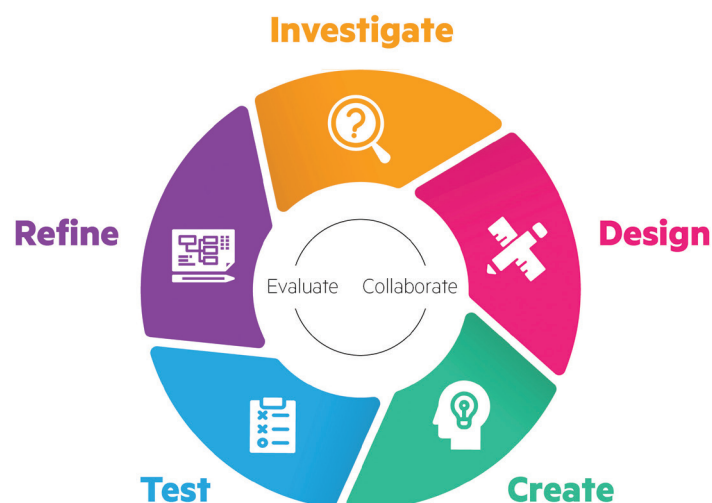 Investigate
Refine
Design
Evaluate Collaborate
Test
Create